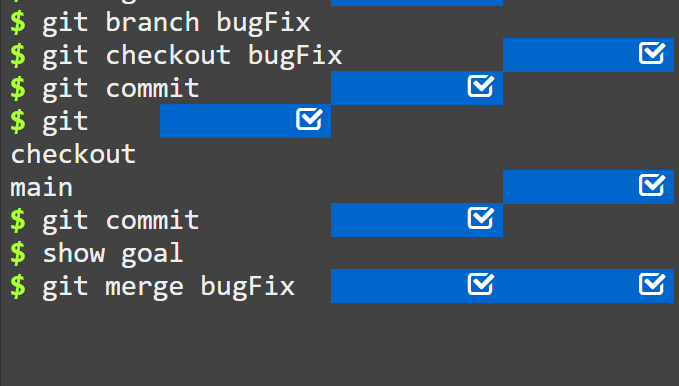 $ git branch bugFix
$ git checkout bugFix
$ git commit
$ git
checkout
main
$ git commit
$ show goal
$ git merge bugFix